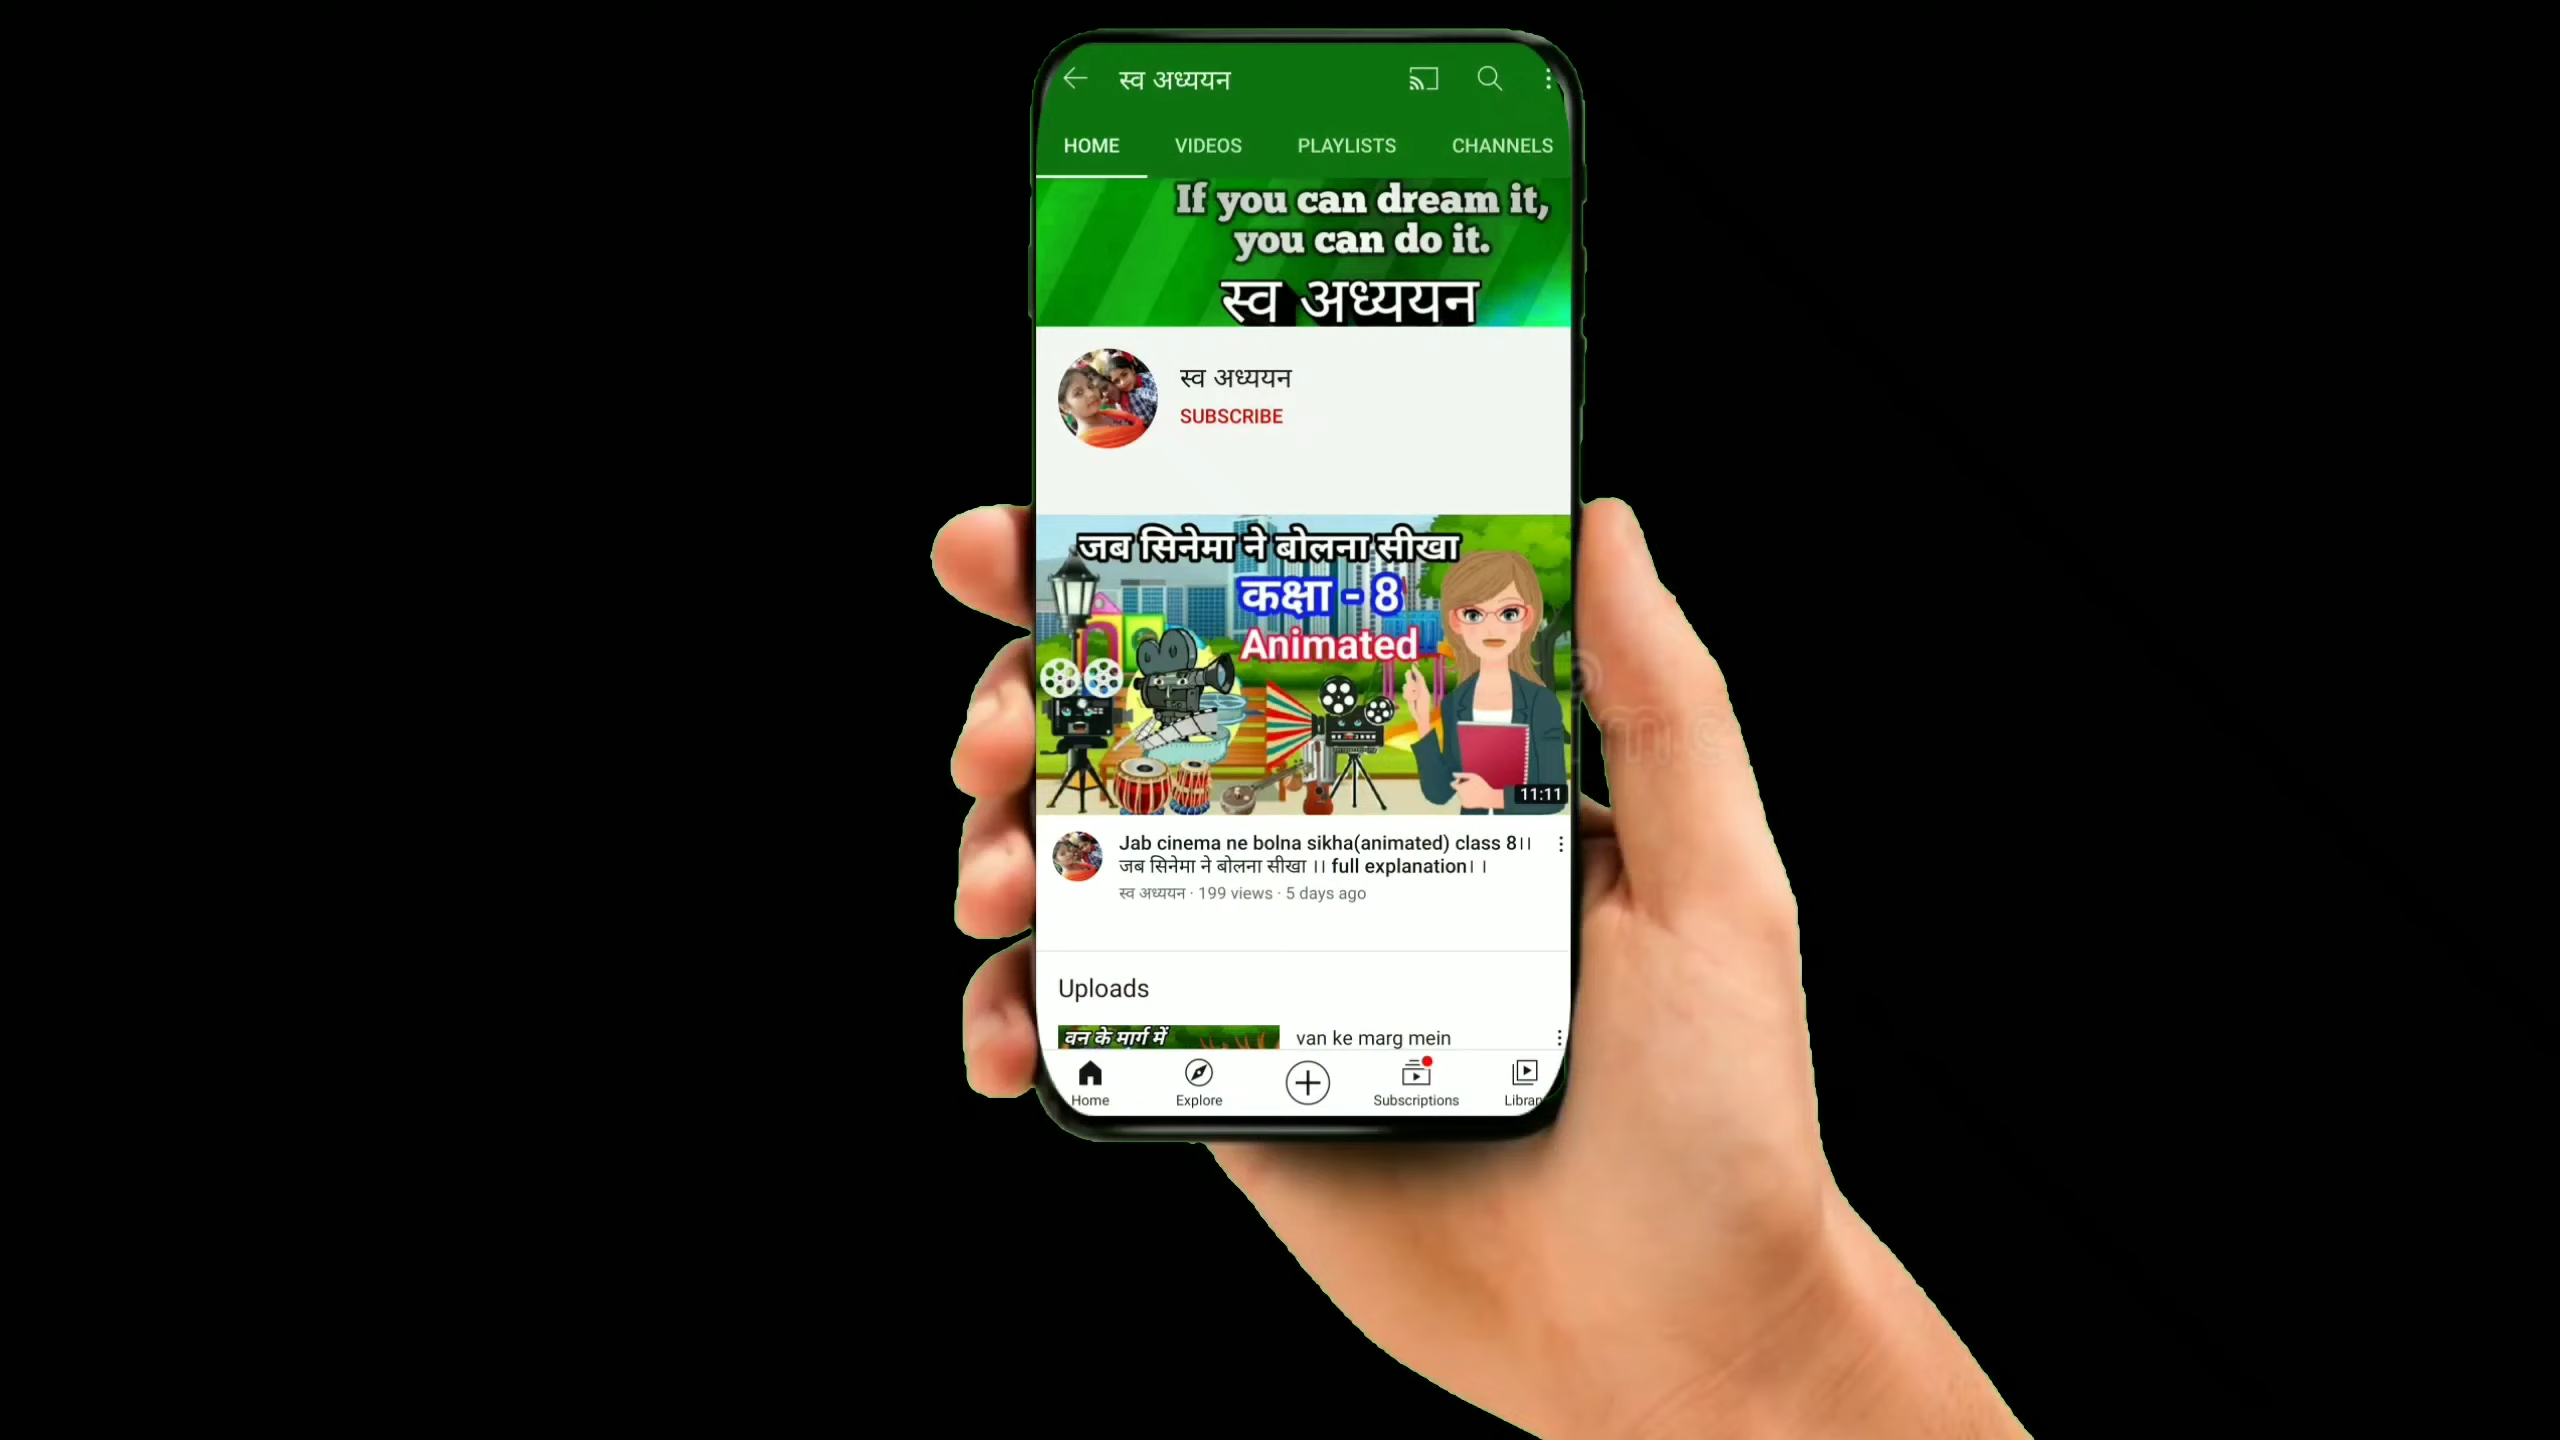 स्व अध्ययन
HOME VIDEOS PLAYLISTS CHANNELS
If you can dream it,
you can do it.
स्व अध्ययन
स्व अध्ययन
SUBSCRIBE
जब सिनेमा ने बोलना सीखा
कक्षा - 8
Animated
11:11
Jab cinema ne bolna sikha(animated) class 8।।
जब सिनेमा ने बोलना सीखा ।। full explanation। ।
स्व अध्ययन · 199 views · 5 days ago
Uploads
वन के मार्ग में
van ke marg mein
Home Explore Subscriptions Librar